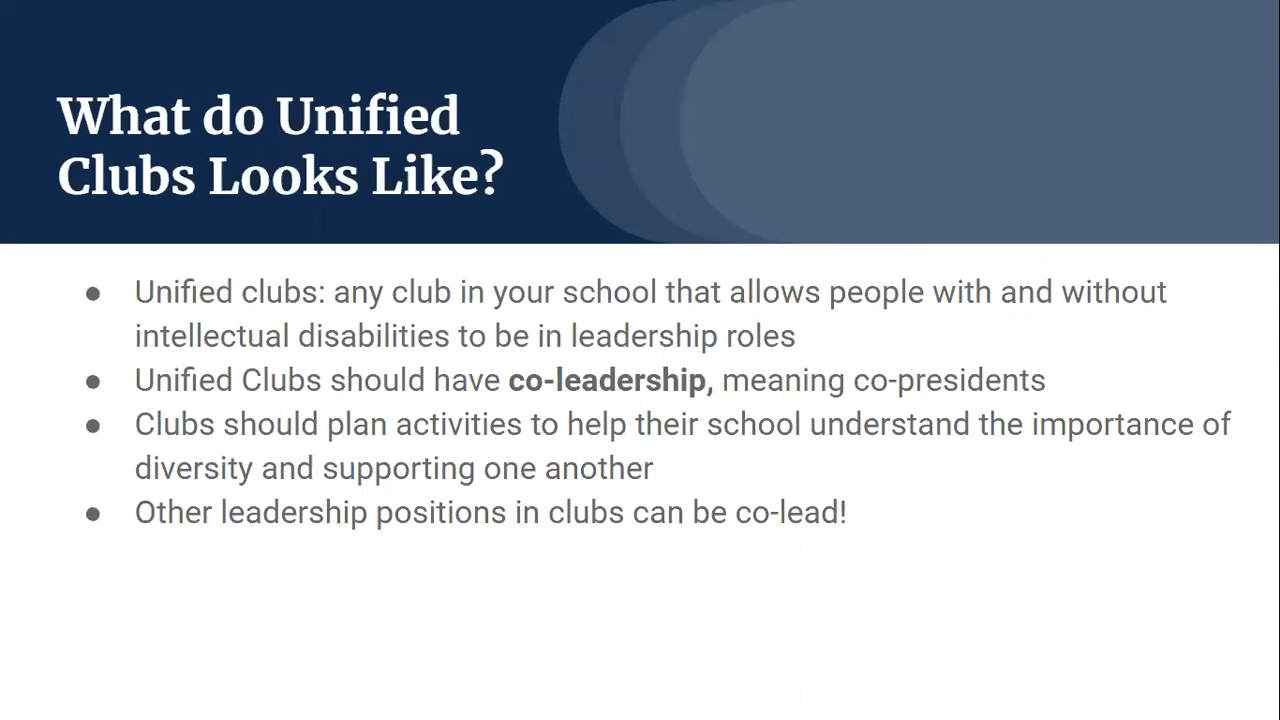 What do Unified
Clubs Looks Like?
● Unified clubs: any club in your school that allows people with and without
intellectual disabilities to be in leadership roles
● Unified Clubs should have co-leadership, meaning co-presidents
● Clubs should plan activities to help their school understand the importance of
diversity and supporting one another
● Other leadership positions in clubs can be co-lead!